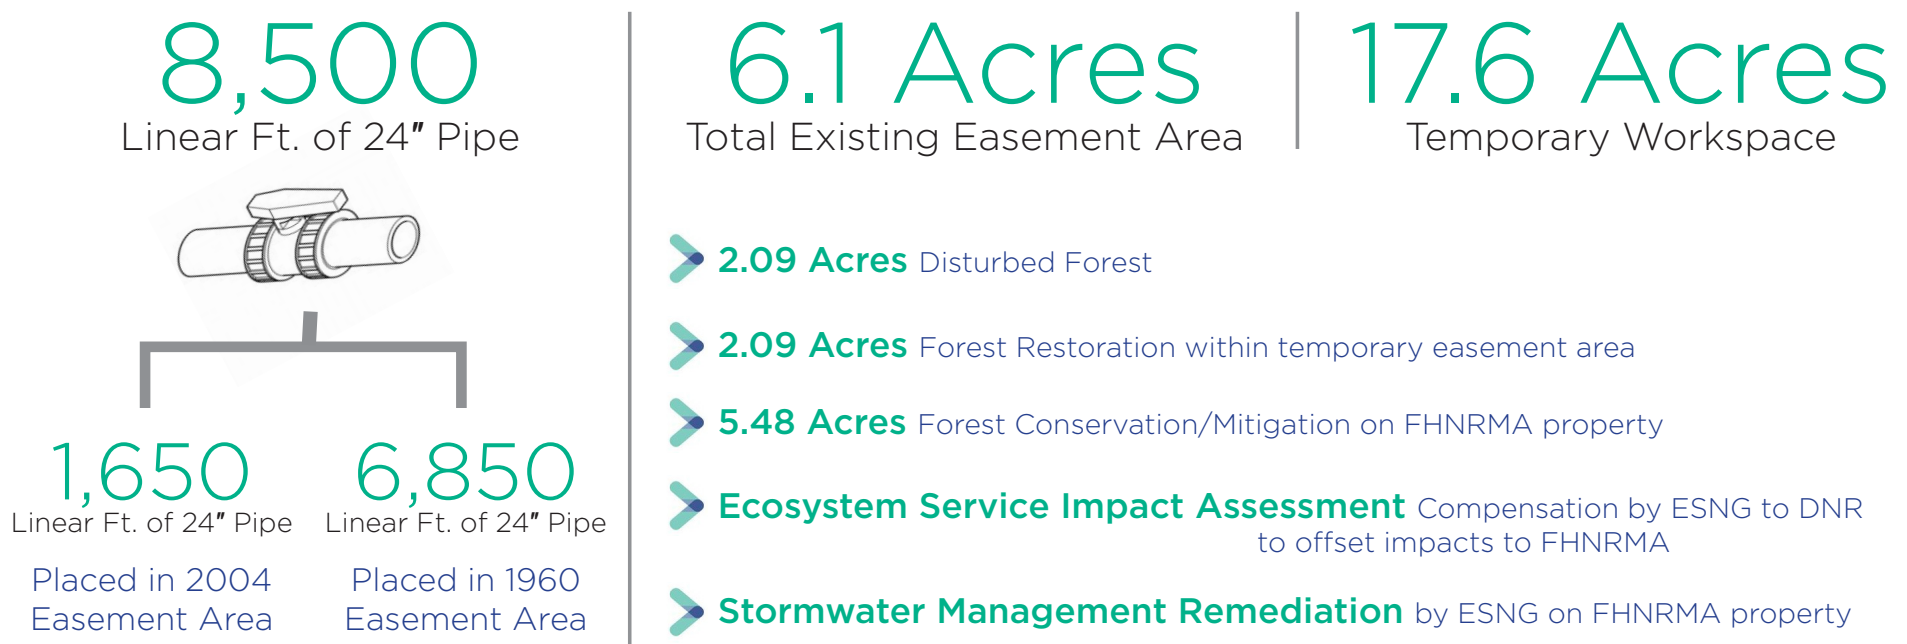 8,500
Linear Ft. of 24" Pipe
1,650
Linear Ft. of 24" Pipe
Placed in 2004
Easement Area
6,850
Linear Ft. of 24" Pipe
Placed in 1960
Easement Area
6.1 Acres
Total Existing Easement Area
17.6 Acres
Temporary Workspace
2.09 Acres Disturbed Forest
2.09 Acres Forest Restoration within temporary easement area
5.48 Acres Forest Conservation/Mitigation on FHNRMA property
Ecosystem Service Impact Assessment Compensation by ESNG to DNR
to offset impacts to FHNRMA
Stormwater Management Remediation by ESNG on FHNRMA property